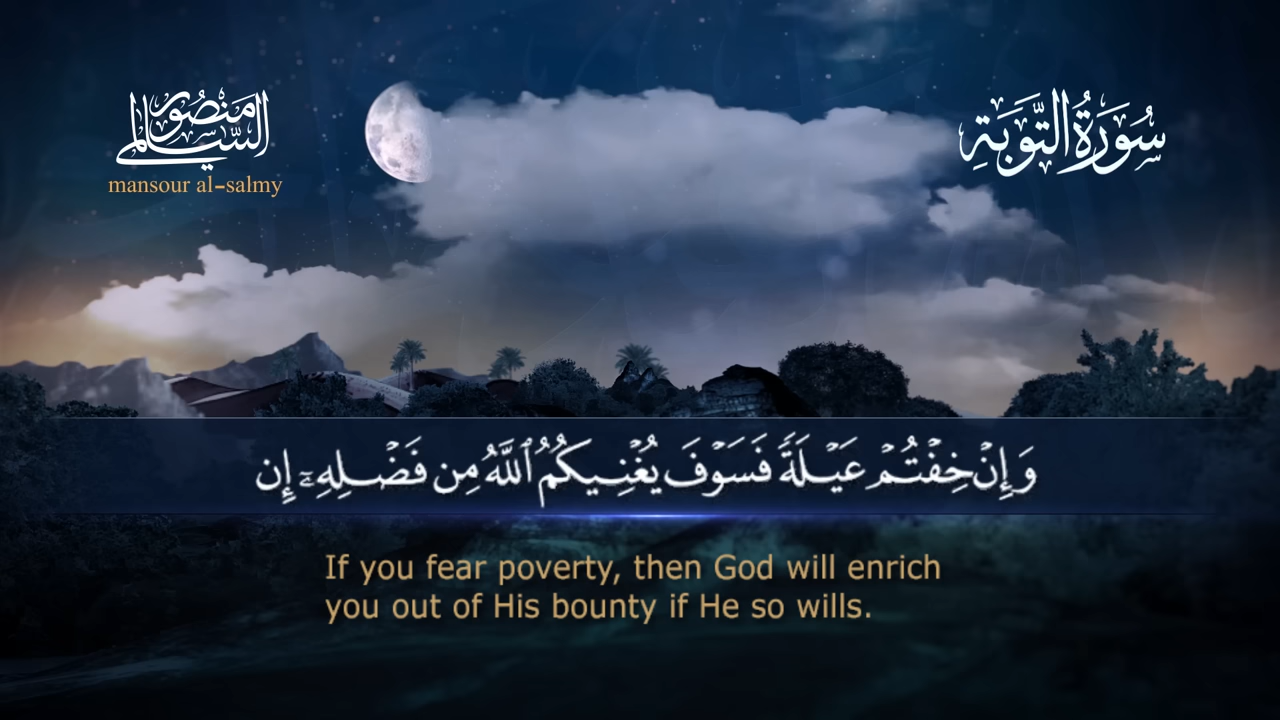 منصور السالمي
mansour al-salmy
سُورَةُ التَّوْبَةِ
وَإِنْ خِفْتُمْ عَيْلَةً فَسَوْفَ يُغْنِيكُمُ ٱللَّهُ مِن فَضْلِهِۦٓ إِن
If you fear poverty, then God will enrich
you out of His bounty if He so wills.